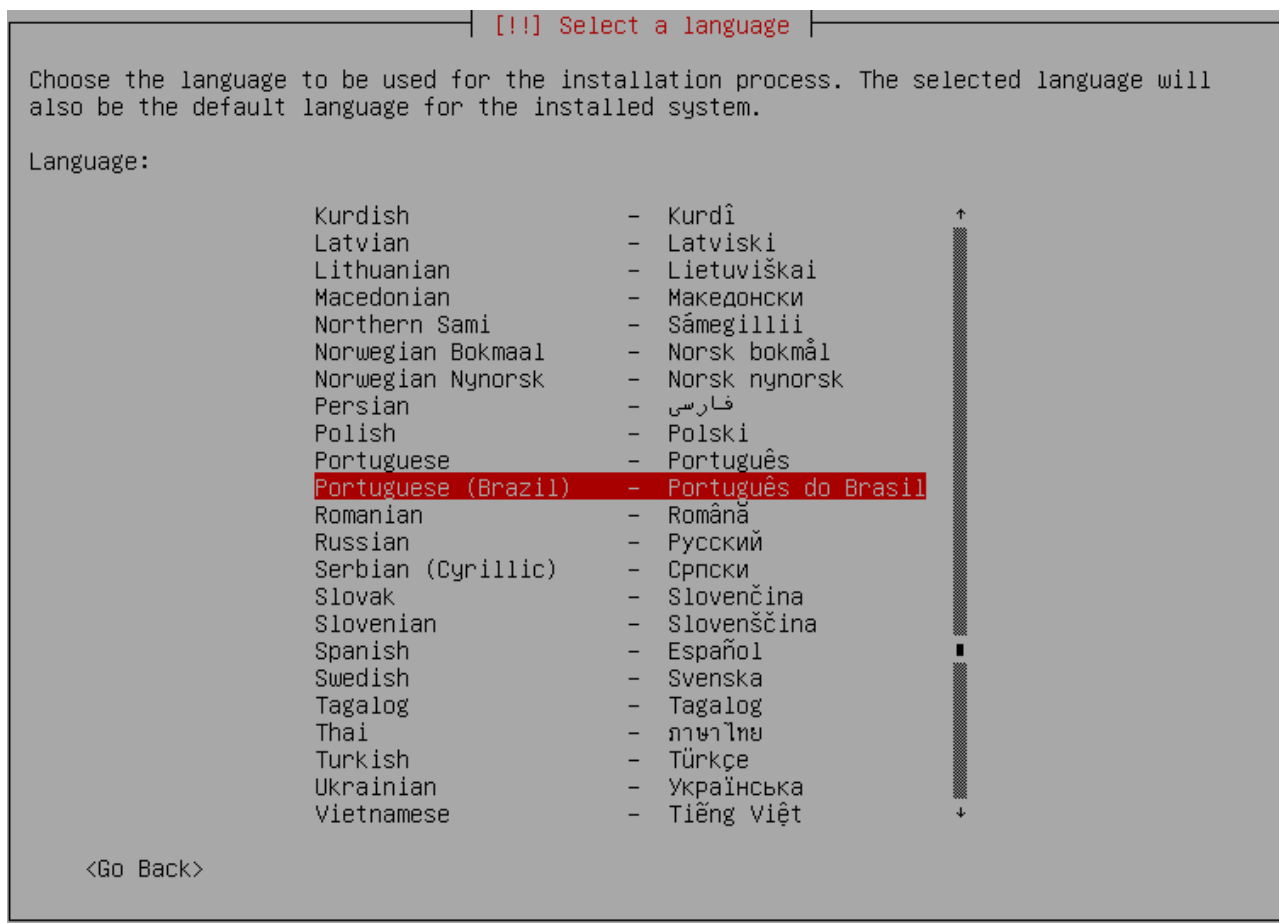 [!!] Select a language
Choose the language to be used for the installation process. The selected language will
also be the default language for the installed system.
Language:
Kurdish - Kurdî
Latvian - Latviski
Lithuanian - Lietuviškai
Macedonian - Македонски
Northern Sami - Sámegillii
Norwegian Bokmaal - Norsk bokmål
Norwegian Nynorsk - Norsk nynorsk
Persian - فارسی
Polish - Polski
Portuguese - Português
Portuguese (Brazil) - Português do Brasil
Romanian - Română
Russian - Русский
Serbian (Cyrillic) - Српски
Slovak - Slovenčina
Slovenian - Slovenščina
Spanish - Español
Swedish - Svenska
Tagalog - Tagalog
Thai - ภาษาไทย
Turkish - Türkçe
Ukrainian - Українська
Vietnamese - Tiếng Việt
<Go Back>